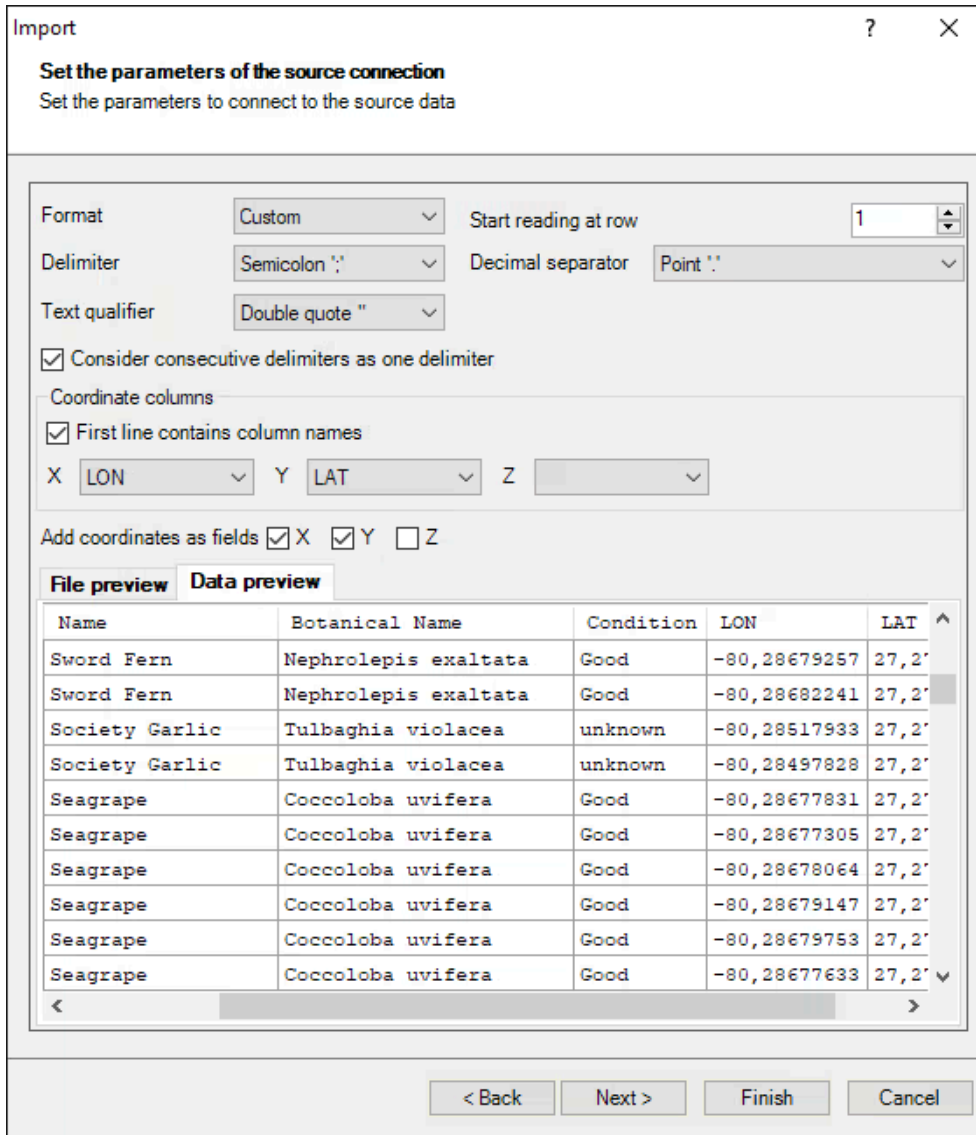 Import ?
Set the parameters of the source connection
Set the parameters to connect to the source data
Format Custom Start reading at row 1
Delimiter Semicolon ';' Decimal separator Point '.'
Text qualifier Double quote "
Consider consecutive delimiters as one delimiter
Coordinate columns
First line contains column names
X LON Y LAT Z
Add coordinates as fields X Y Z
File preview Data preview
Name Botanical Name Condition LON LAT
Sword Fern Nephrolepis exaltata Good -80,28679257
Sword Fern Nephrolepis exaltata Good -80,28682241
Society Garlic Tulbaghia violacea unknown -80,28517933
Society Garlic Tulbaghia violacea unknown -80,28497828
Seagrape Coccoloba uvifera Good -80,28677831
Seagrape Coccoloba uvifera Good -80,28677305
Seagrape Coccoloba uvifera Good -80,28678064
Seagrape Coccoloba uvifera Good -80,28679147
Seagrape Coccoloba uvifera Good -80,28679753
Seagrape Coccoloba uvifera Good -80,28677633
< Back Next > Finish Cancel